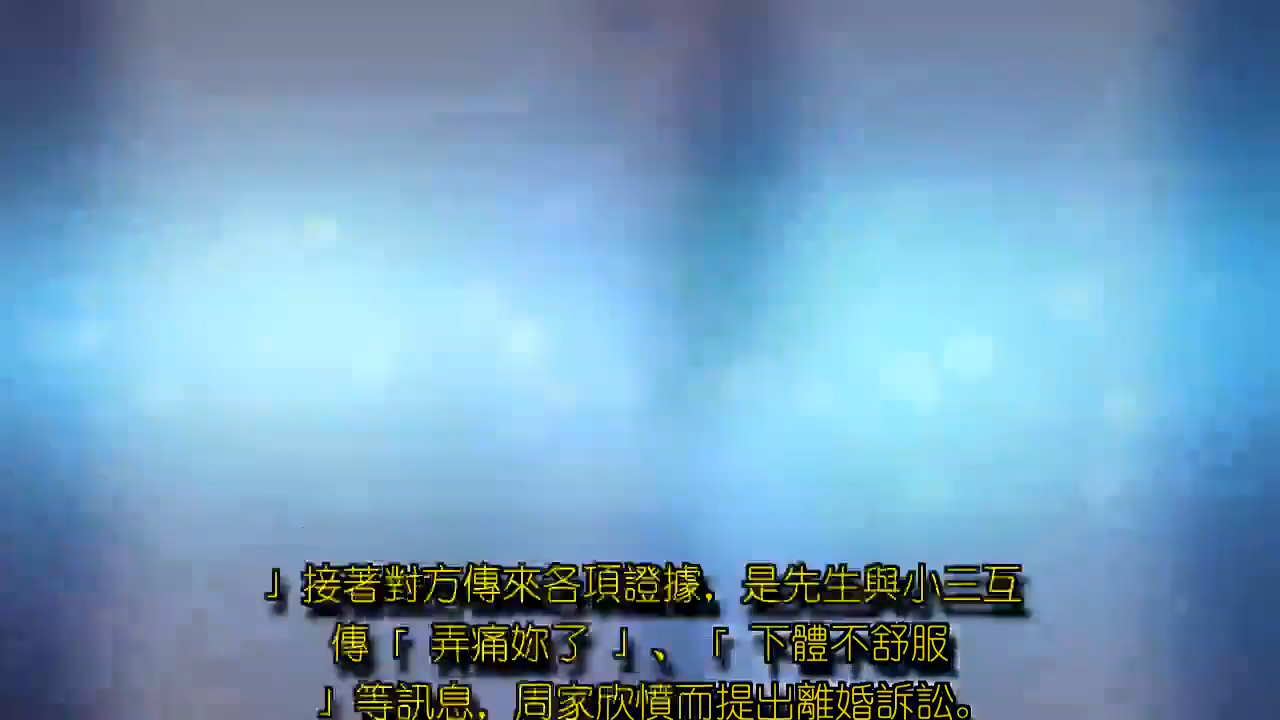 」接著對方傳來各項證據，是先生與小三互
傳「 弄痛妳了 」、「 下體不舒服
」等訊息，周家欣憤而提出離婚訴訟。